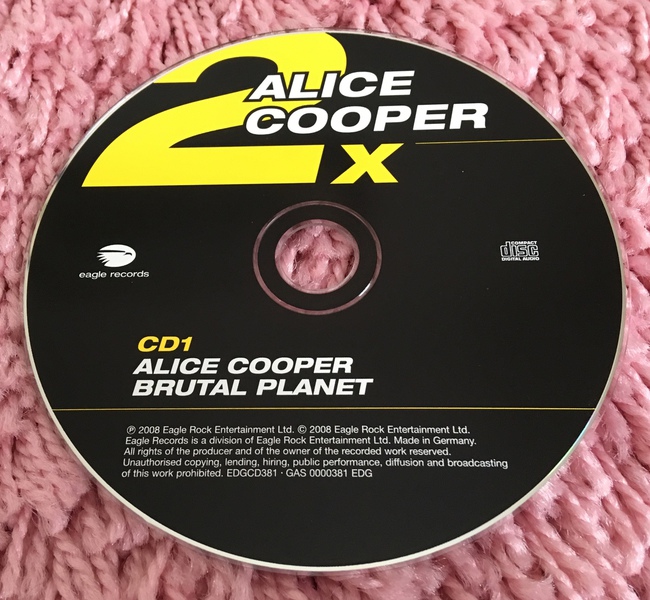 2
ALICE
COOPER
x
eagle records
COMPACT
disc
DIGITAL AUDIO
CD1
ALICE COOPER
BRUTAL PLANET
℗ 2008 Eagle Rock Entertainment Ltd. © 2008 Eagle Rock Entertainment Ltd.
Eagle Records is a division of Eagle Rock Entertainment Ltd. Made in Germany.
All rights of the producer and of the owner of the recorded work reserved.
Unauthorised copying, lending, hiring, public performance, diffusion and broadcasting
of this work prohibited. EDGCD381 · GAS 0000381 EDG